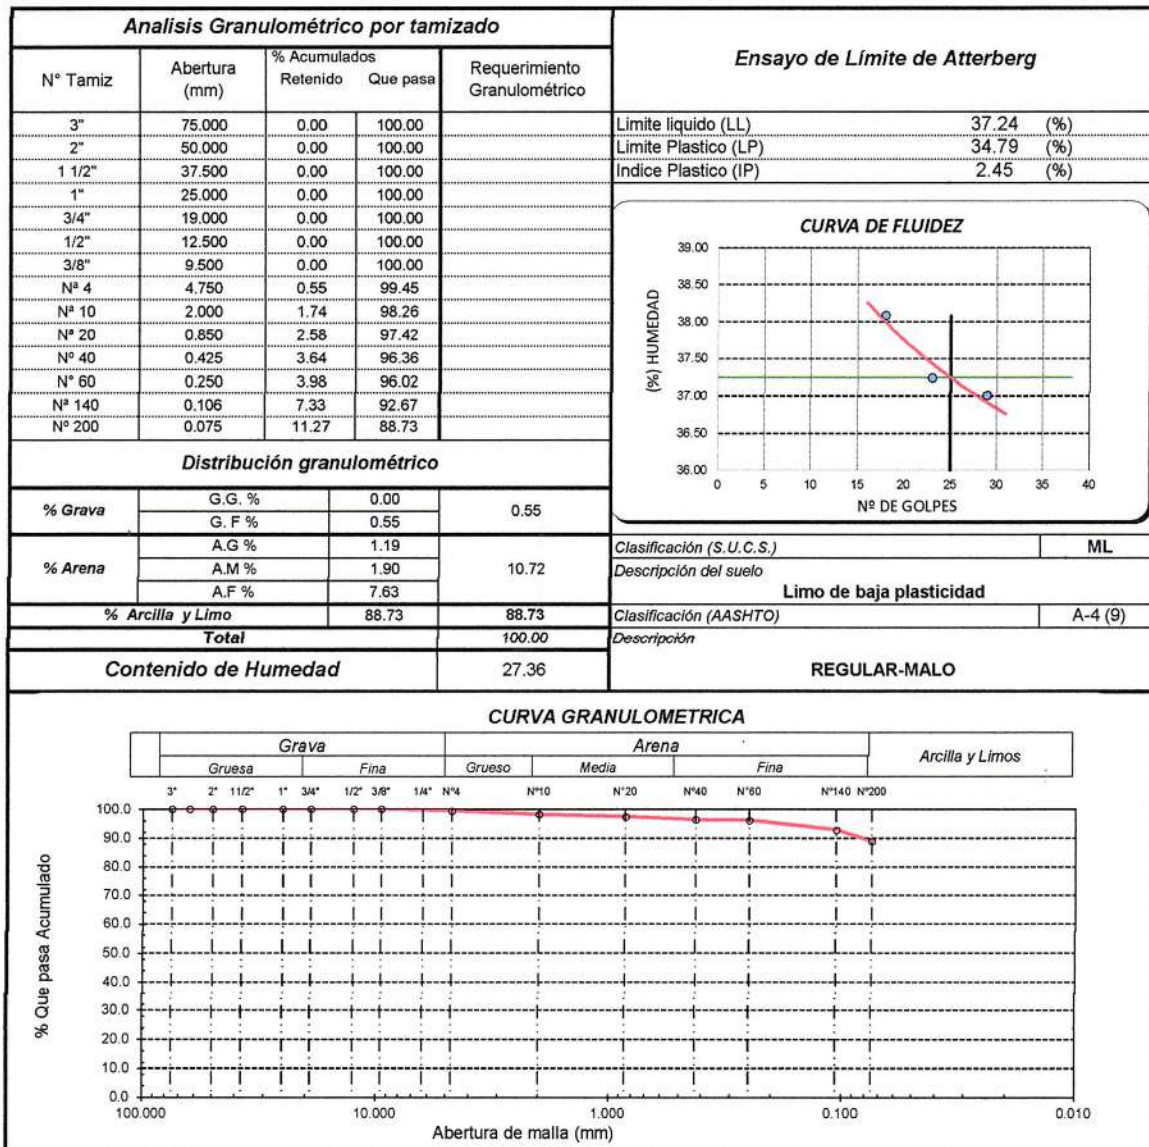 Analisis Granulométrico por tamizado
N° Tamiz Abertura (mm) % Acumulados Retenido Que pasa Requerimiento Granulométrico
3" 75.000 0.00 100.00
2" 50.000 0.00 100.00
1 1/2" 37.500 0.00 100.00
1" 25.000 0.00 100.00
3/4" 19.000 0.00 100.00
1/2" 12.500 0.00 100.00
3/8" 9.500 0.00 100.00
Nª 4 4.750 0.55 99.45
Nª 10 2.000 1.74 98.26
Nª 20 0.850 2.58 97.42
Nº 40 0.425 3.64 96.36
N° 60 0.250 3.98 96.02
Nª 140 0.106 7.33 92.67
Nº 200 0.075 11.27 88.73
Distribución granulométrico
% Grava G.G. % 0.00 0.55
G. F % 0.55
% Arena A.G % 1.19 10.72
A.M % 1.90
A.F % 7.63
% Arcilla y Limo 88.73 88.73
Total 100.00
Contenido de Humedad 27.36
Ensayo de Límite de Atterberg
Limite liquido (LL) 37.24 (%)
Limite Plastico (LP) 34.79 (%)
Indice Plastico (IP) 2.45 (%)
CURVA DE FLUIDEZ
(%) HUMEDAD
39.00
38.50
38.00
37.50
37.00
36.50
36.00
0 5 10 15 20 25 30 35 40
Nº DE GOLPES
Clasificación (S.U.C.S.) ML
Descripción del suelo
Limo de baja plasticidad
Clasificación (AASHTO) A-4 (9)
Descripción
REGULAR-MALO
CURVA GRANULOMETRICA
Grava Arena Arcilla y Limos
Gruesa Fina Grueso Media Fina
3" 2" 11/2" 1" 3/4" 1/2" 3/8" 1/4" N°4 N°10 N°20 N°40 N°60 N°140 N°200
% Que pasa Acumulado
100.0
90.0
80.0
70.0
60.0
50.0
40.0
30.0
20.0
10.0
0.0
100.000 10.000 1.000 0.100 0.010
Abertura de malla (mm)